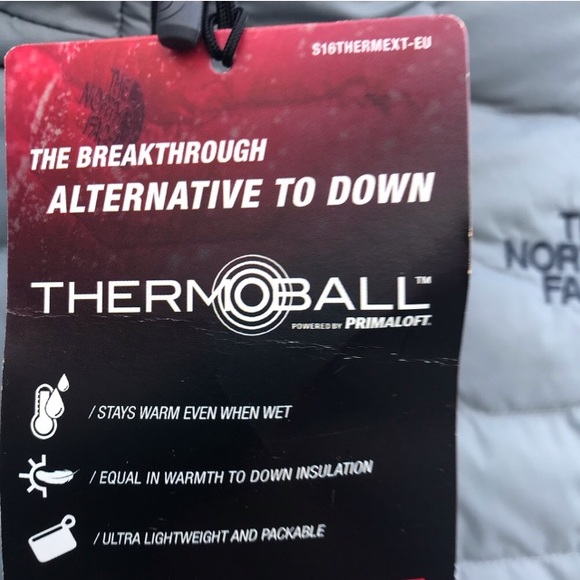 S16THERMEXT-EU
THE BREAKTHROUGH
ALTERNATIVE TO DOWN
THERMOBALL™
POWERED BY PRIMALOFT.
/ STAYS WARM EVEN WHEN WET
/ EQUAL IN WARMTH TO DOWN INSULATION
/ ULTRA LIGHTWEIGHT AND PACKABLE